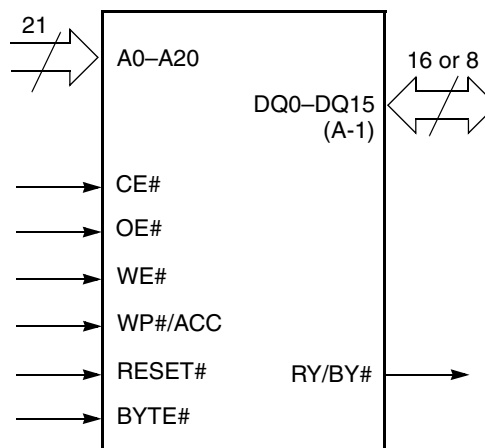 21
A0–A20
16 or 8
DQ0–DQ15
(A-1)
CE#
OE#
WE#
WP#/ACC
RESET#
RY/BY#
BYTE#